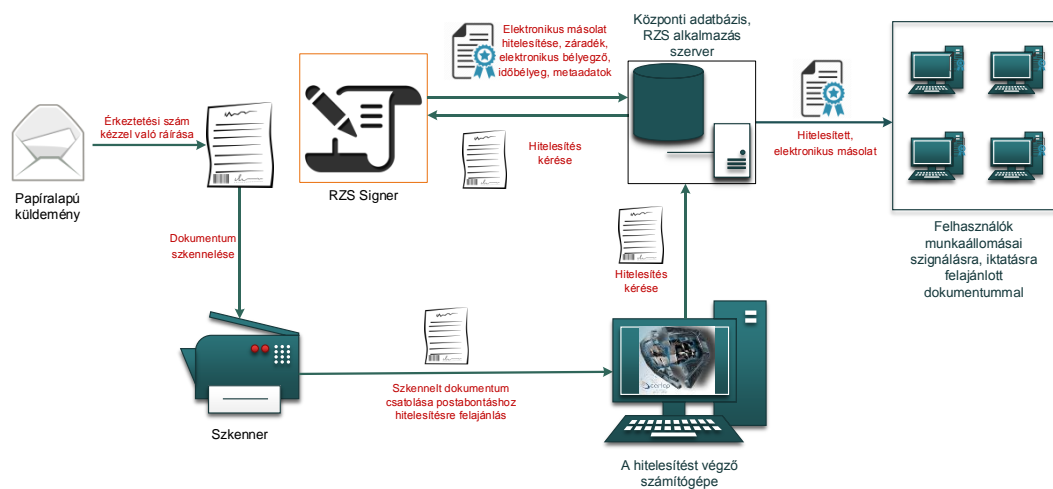 Érkeztetési szám
kézzel való ráírása
Papíralapú
küldemény
Elektronikus másolat
hitelesítése, záradék,
elektronikus bélyegző,
időbélyeg, metaadatok
RZS Signer
Hitelesítés
kérése
Központi adatbázis,
RZS alkalmazás
szerver
Hitelesített,
elektronikus másolat
Felhasználók
munkaállomásai
szignálásra, iktatásra
felajánlott
dokumentummal
Dokumentum
szkennelése
Hitelesítés
kérése
Szkennelt dokumentum
csatolása postabontáshoz
hitelesítésre felajánlás
Szkenner
A hitelesítést végző
számítógépe